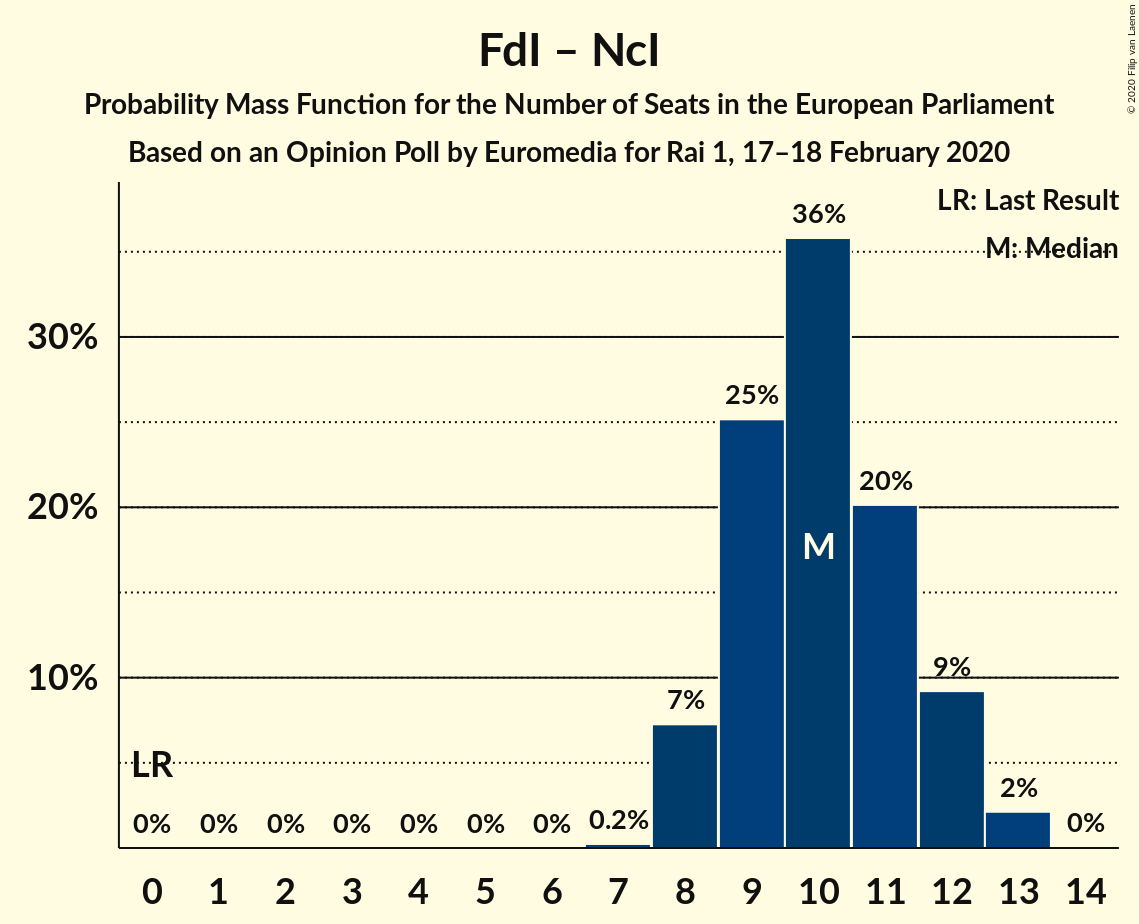 FdI – NcI
Probability Mass Function for the Number of Seats in the European Parliament
Based on an Opinion Poll by Euromedia for Rai 1, 17–18 February 2020
© 2020 Filip van Laenen
LR: Last Result
M: Median
36%
30%
25%
20%
20%
M
10%
9%
7%
LR
2%
0% 0% 0% 0% 0% 0% 0% 0.2% 0%
0 1 2 3 4 5 6 7 8 9 10 11 12 13 14